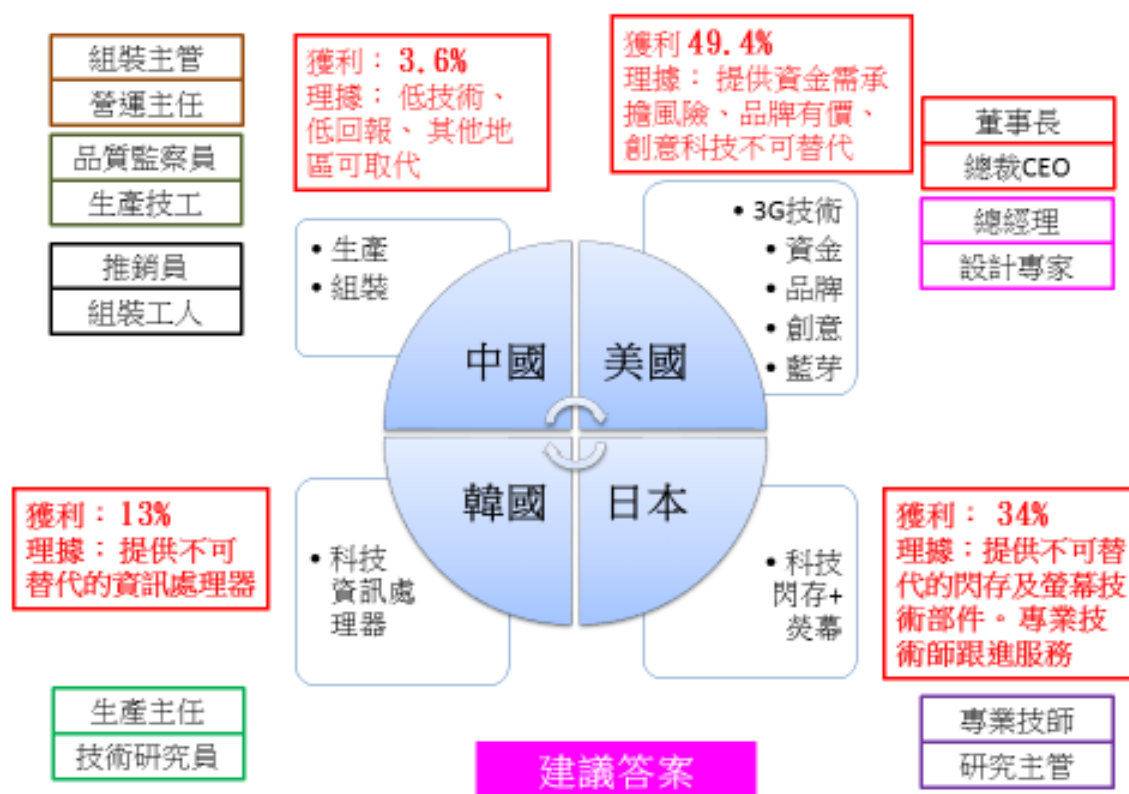 組裝主管
營運主任
品質監察員
生產技工
推銷員
組裝工人
獲利： 3.6%
理據： 低技術、
低回報、 其他地
區可取代
獲利 49.4%
理據： 提供資金需承
擔風險、品牌有價、
創意科技不可替代
董事長
總裁CEO
總經理
設計專家
• 生產
• 組裝
• 3G技術
• 資金
• 品牌
• 創意
• 藍芽
中國
美國
韓國
日本
獲利： 13%
理據： 提供不可
替代的資訊處理器
• 科技
資訊處
理器
• 科技
閃存+
熒幕
獲利： 34%
理據：提供不可替
代的閃存及螢幕技
術部件。專業技
術師跟進服務
生產主任
技術研究員
專業技師
研究主管
建議答案